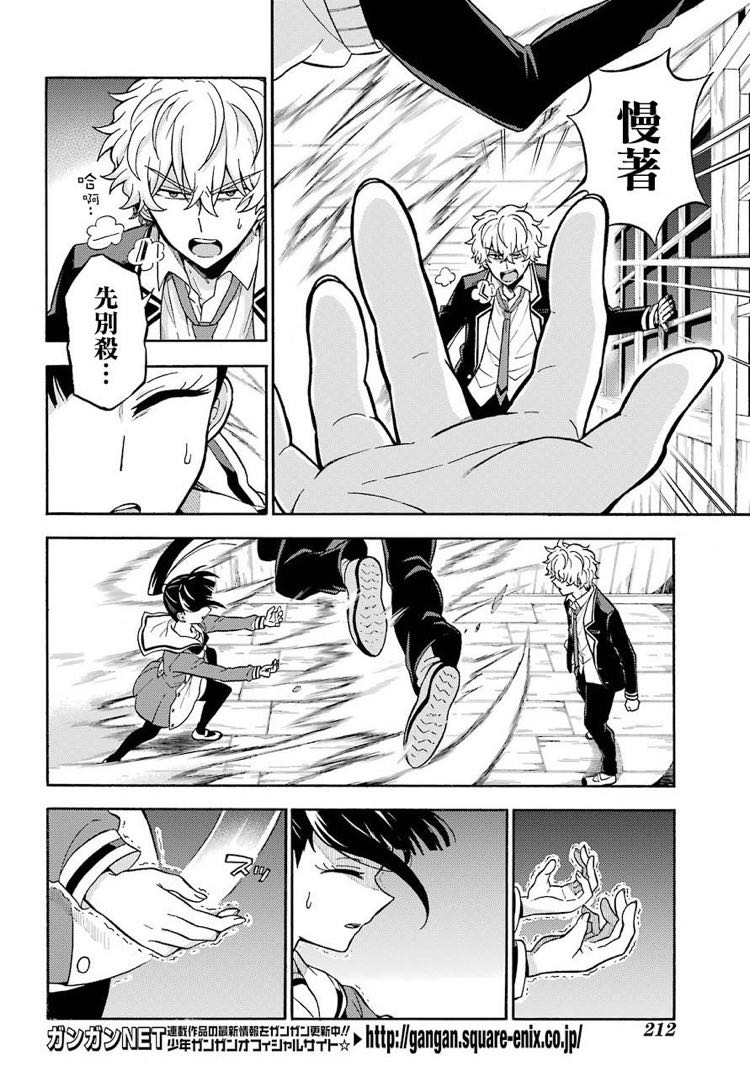 慢著
哈啊…
先別殺…
スッ
ガンガンNET
連載作品の最新情報をガンガン更新中!!
少年ガンガンオフィシャルサイト☆
▶http://gangan.square-enix.co.jp/
212